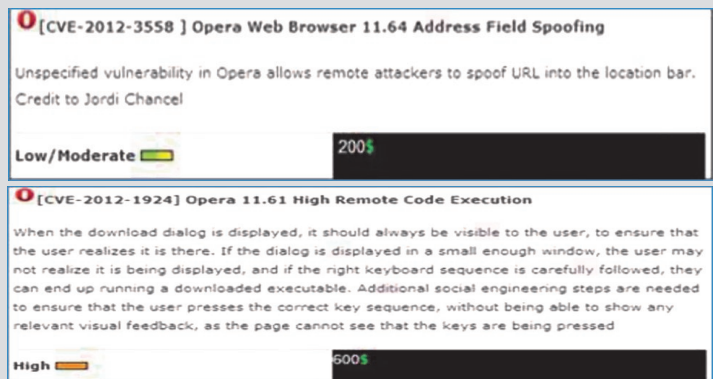 [CVE-2012-3558 ] Opera Web Browser 11.64 Address Field Spoofing
Unspecified vulnerability in Opera allows remote attackers to spoof URL into the location bar.
Credit to Jordi Chancel
Low/Moderate
200$
[CVE-2012-1924] Opera 11.61 High Remote Code Execution
When the download dialog is displayed, it should always be visible to the user, to ensure that
the user realizes it is there. If the dialog is displayed in a small enough window, the user may
not realize it is being displayed, and if the right keyboard sequence is carefully followed, they
can end up running a downloaded executable. Additional social engineering steps are needed
to ensure that the user presses the correct key sequence, without being able to show any
relevant visual feedback, as the page cannot see that the keys are being pressed
High
600$